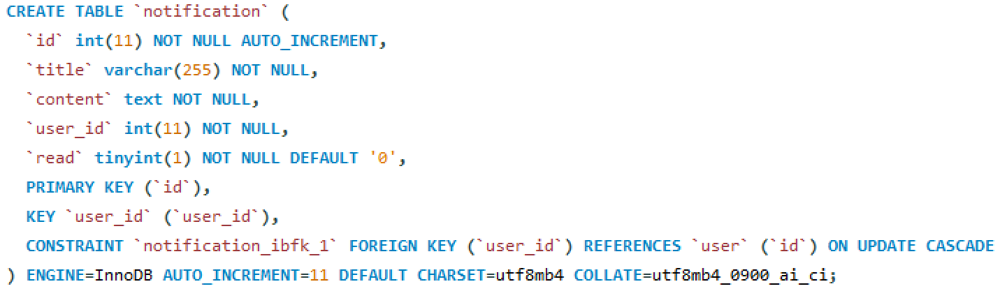 CREATE TABLE `notification` (
  `id` int(11) NOT NULL AUTO_INCREMENT,
  `title` varchar(255) NOT NULL,
  `content` text NOT NULL,
  `user_id` int(11) NOT NULL,
  `read` tinyint(1) NOT NULL DEFAULT '0',
  PRIMARY KEY (`id`),
  KEY `user_id` (`user_id`),
  CONSTRAINT `notification_ibfk_1` FOREIGN KEY (`user_id`) REFERENCES `user` (`id`) ON UPDATE CASCADE
) ENGINE=InnoDB AUTO_INCREMENT=11 DEFAULT CHARSET=utf8mb4 COLLATE=utf8mb4_0900_ai_ci;